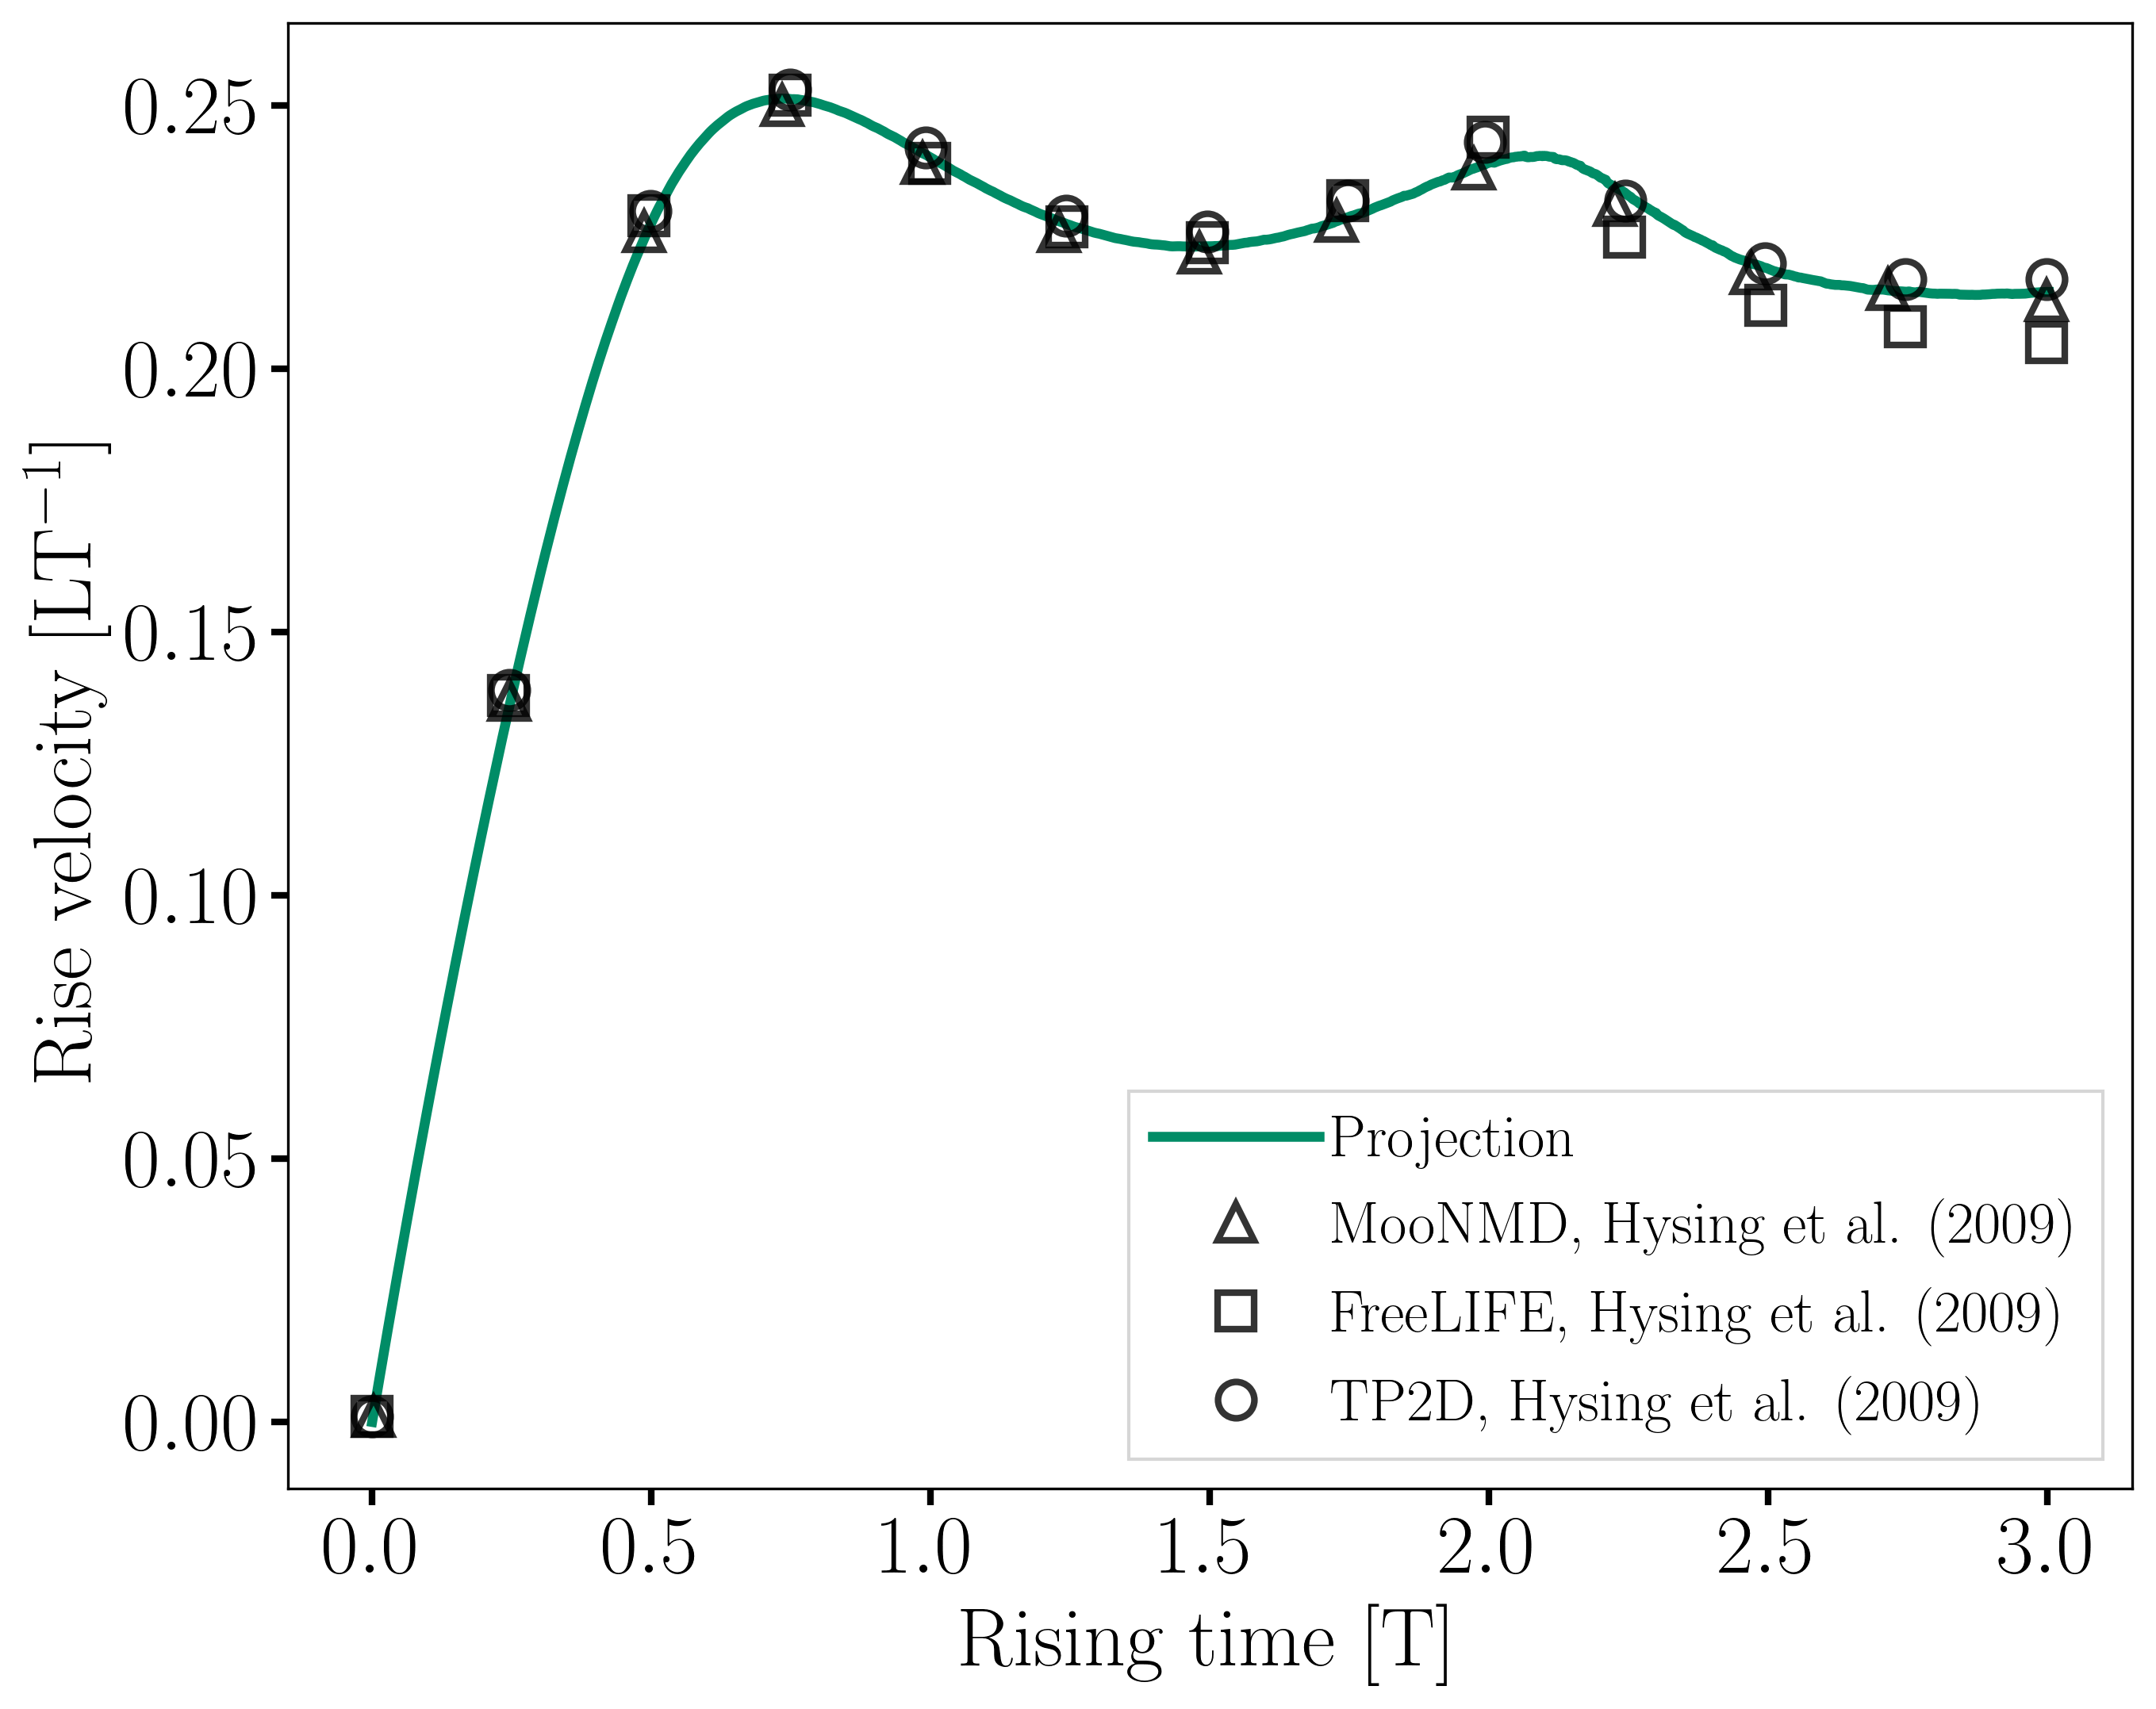 0.25
0.20
0.15
0.10
0.05
0.00
Rise velocity [LT⁻¹]
Projection
MooNMD, Hysing et al. (2009)
FreeLIFE, Hysing et al. (2009)
TP2D, Hysing et al. (2009)
0.0 0.5 1.0 1.5 2.0 2.5 3.0
Rising time [T]